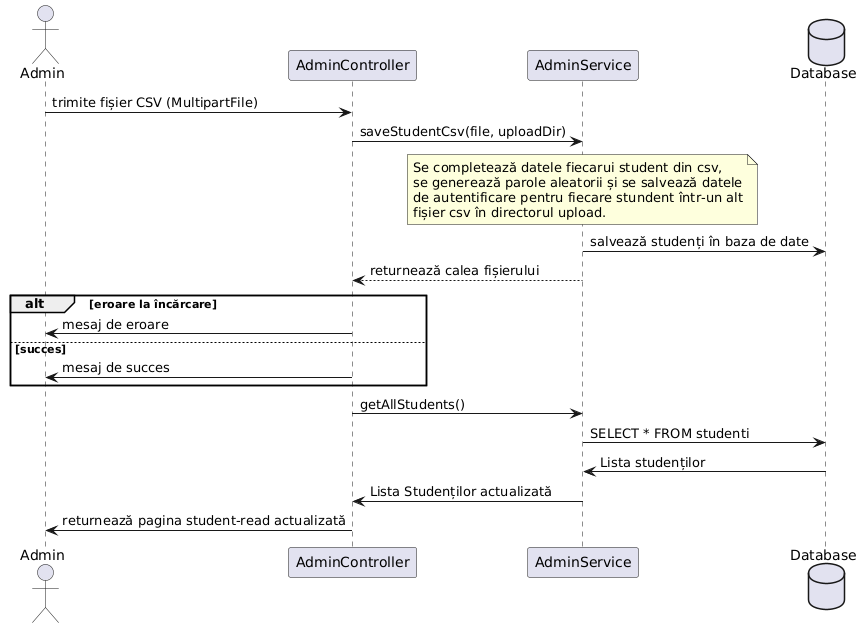 Admin
AdminController
AdminService
Database
trimite fișier CSV (MultipartFile)
saveStudentCsv(file, uploadDir)
Se completează datele fiecarui student din csv,
se generează parole aleatorii și se salvează datele
de autentificare pentru fiecare stundent într-un alt
fișier csv în directorul upload.
salvează studenți în baza de date
returnează calea fișierului
alt [eroare la încărcare]
mesaj de eroare
[succes]
mesaj de succes
getAllStudents()
SELECT * FROM studenti
Lista studenților
Lista Studenților actualizată
returnează pagina student-read actualizată
Admin
AdminController
AdminService
Database